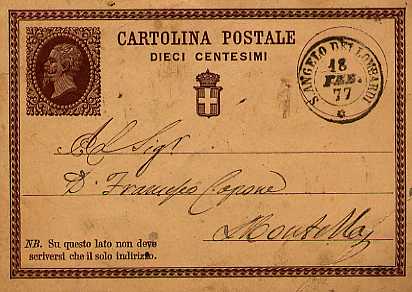 CARTOLINA POSTALE
DIECI CENTESIMI
S. ANGELO DEI LOMBARDI
18
FEB.
77
Al Sigr
D. Francesco Capone
Montella
NB. Su questo lato non deve
scriversi che il solo indirizzo.